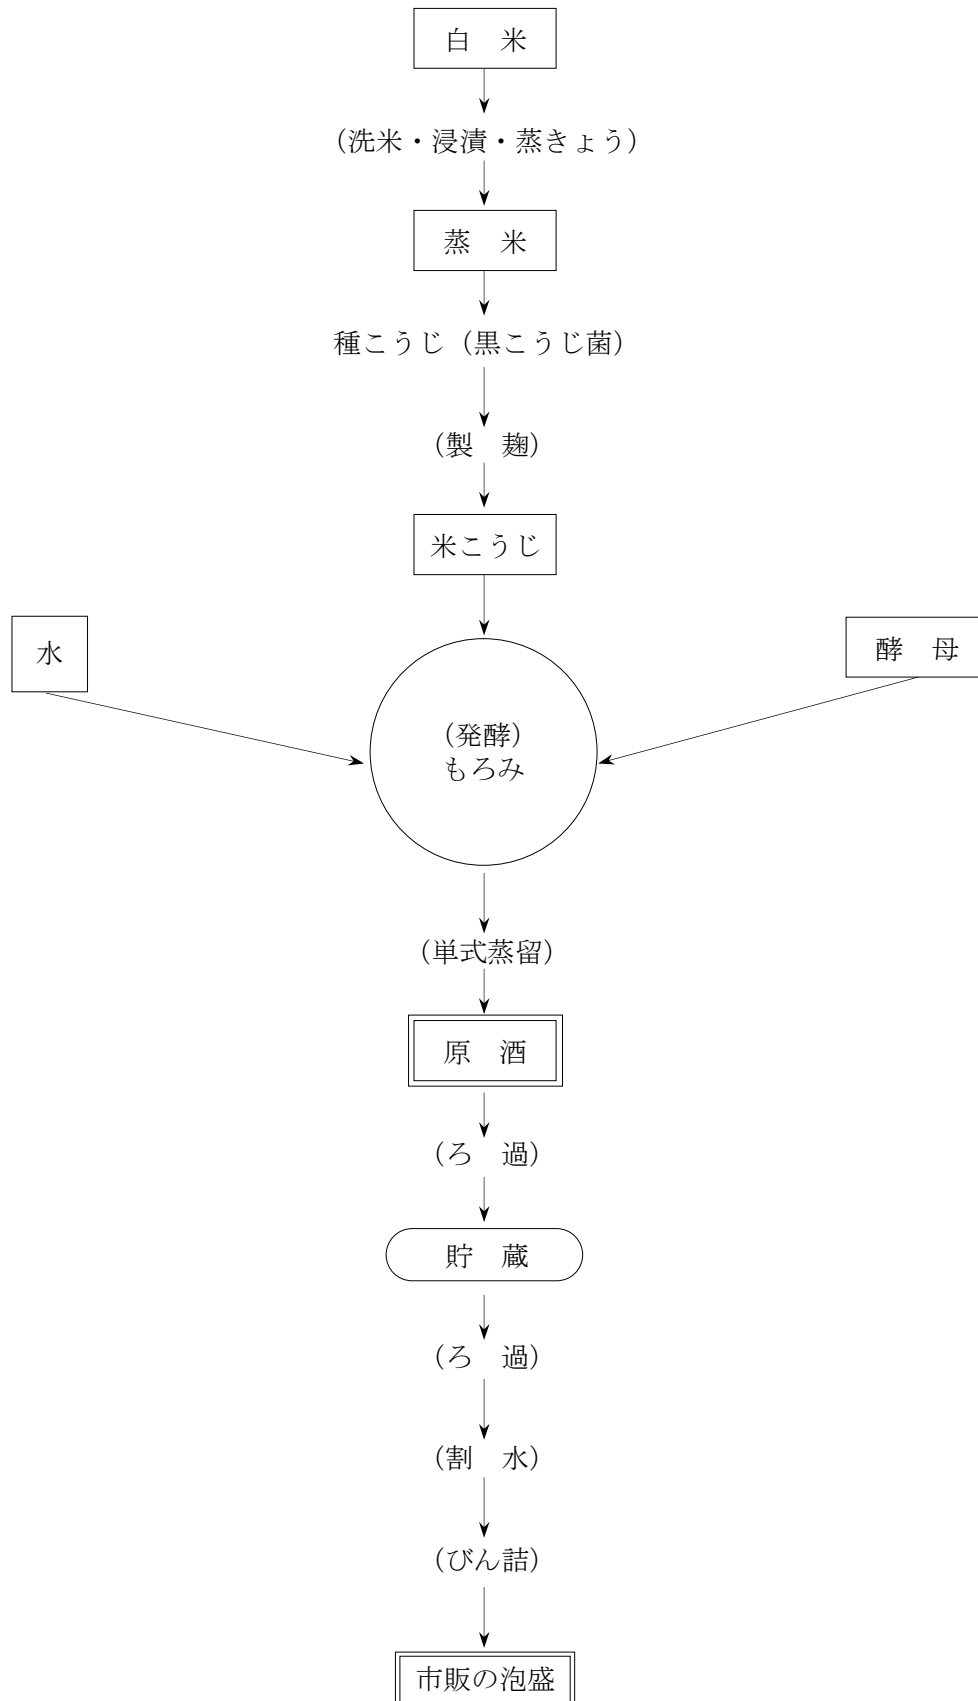 白　米
（洗米・浸漬・蒸きょう）
蒸　米
種こうじ（黒こうじ菌）
（製　麹）
米こうじ
水
酵　母
（発酵）
もろみ
（単式蒸留）
原　酒
（ろ　過）
貯　蔵
（ろ　過）
（割　水）
（びん詰）
市販の泡盛